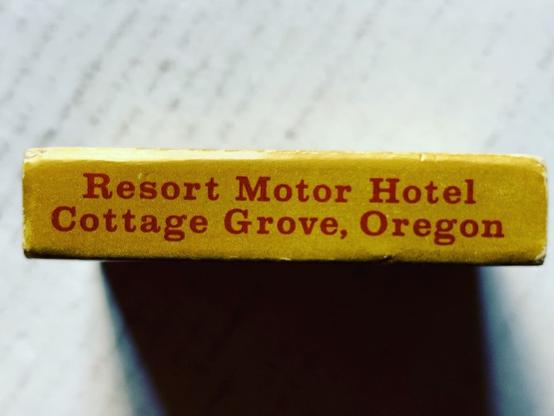 Resort Motor Hotel
Cottage Grove, Oregon